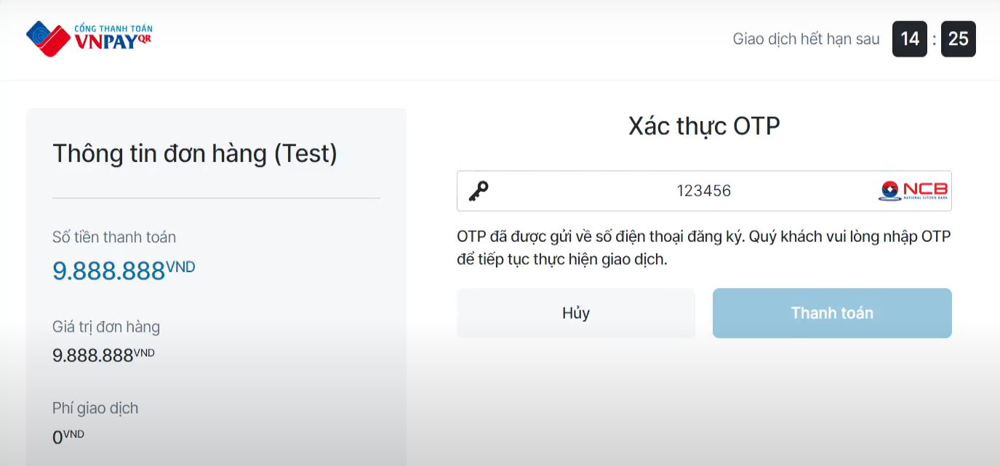 CỔNG THANH TOÁN
VNPAYQR
Giao dịch hết hạn sau 14 : 25
Thông tin đơn hàng (Test)
Số tiền thanh toán
9.888.888VND
Giá trị đơn hàng
9.888.888VND
Phí giao dịch
0VND
Xác thực OTP
123456
NCB
NATIONAL CITIZEN BANK
OTP đã được gửi về số điện thoại đăng ký. Quý khách vui lòng nhập OTP
để tiếp tục thực hiện giao dịch.
Hủy
Thanh toán